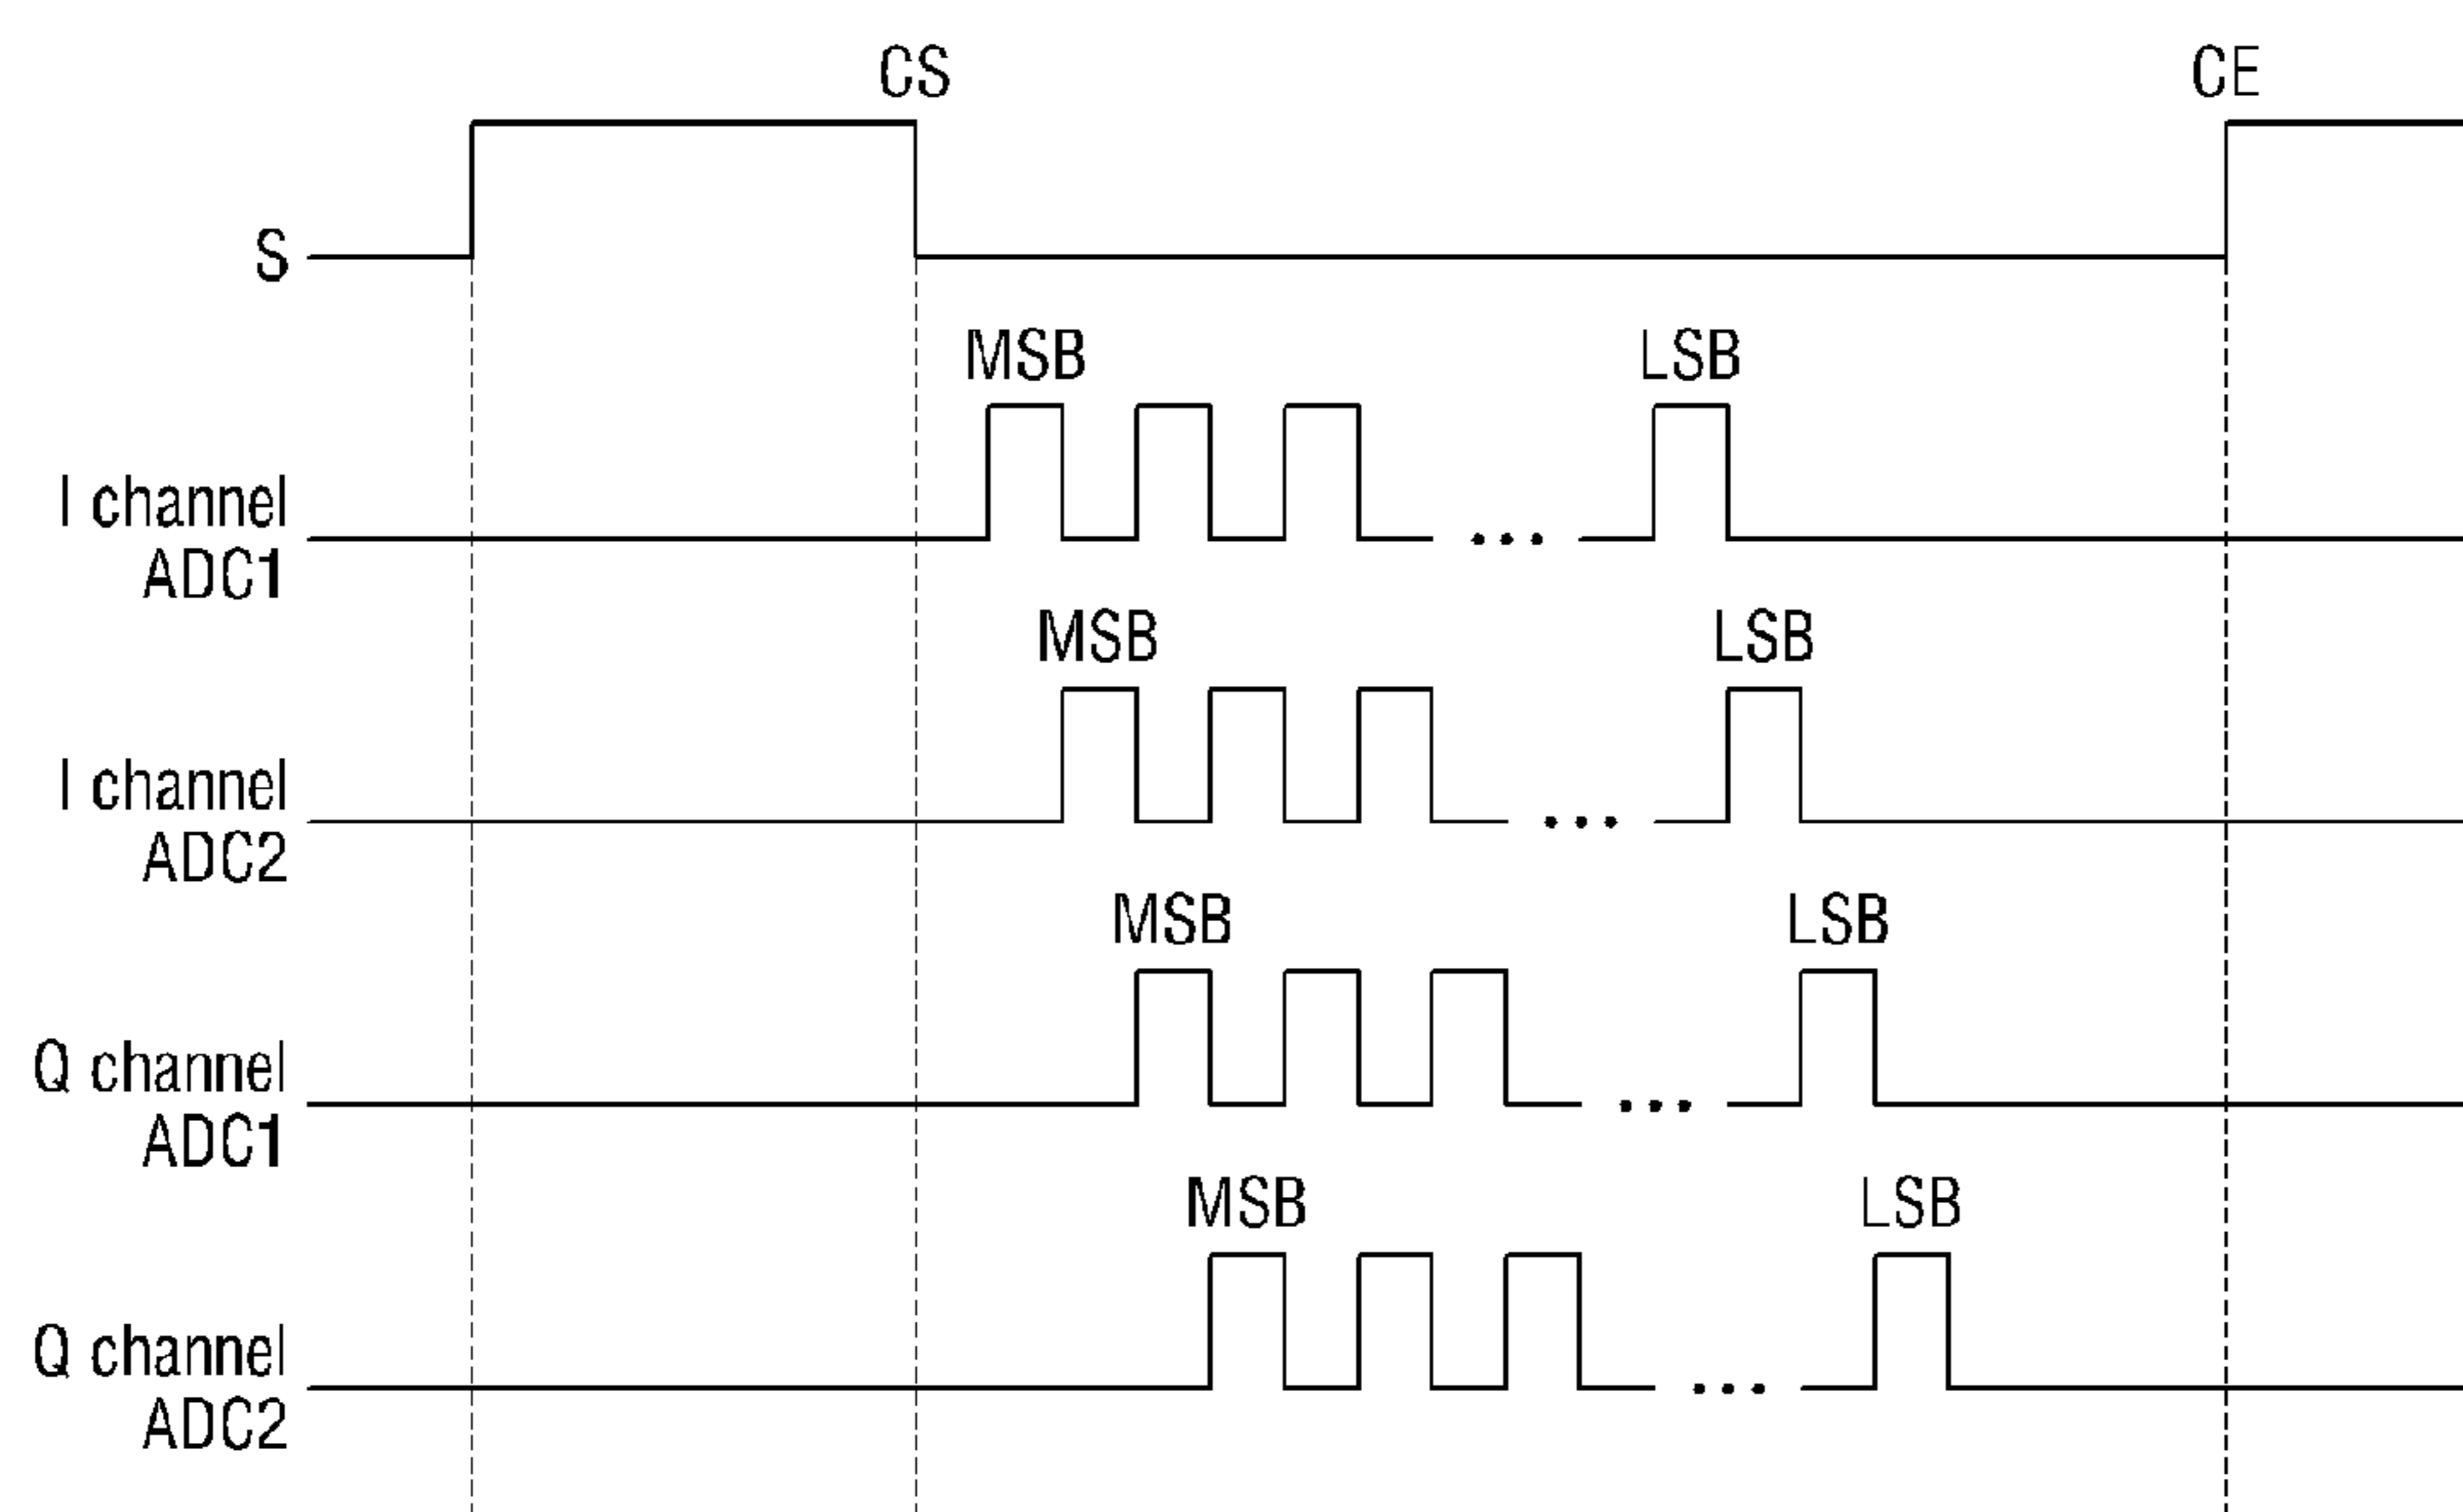 CS
CE
S
MSB
LSB
I channel
ADC1
MSB
LSB
I channel
ADC2
MSB
LSB
Q channel
ADC1
MSB
LSB
Q channel
ADC2